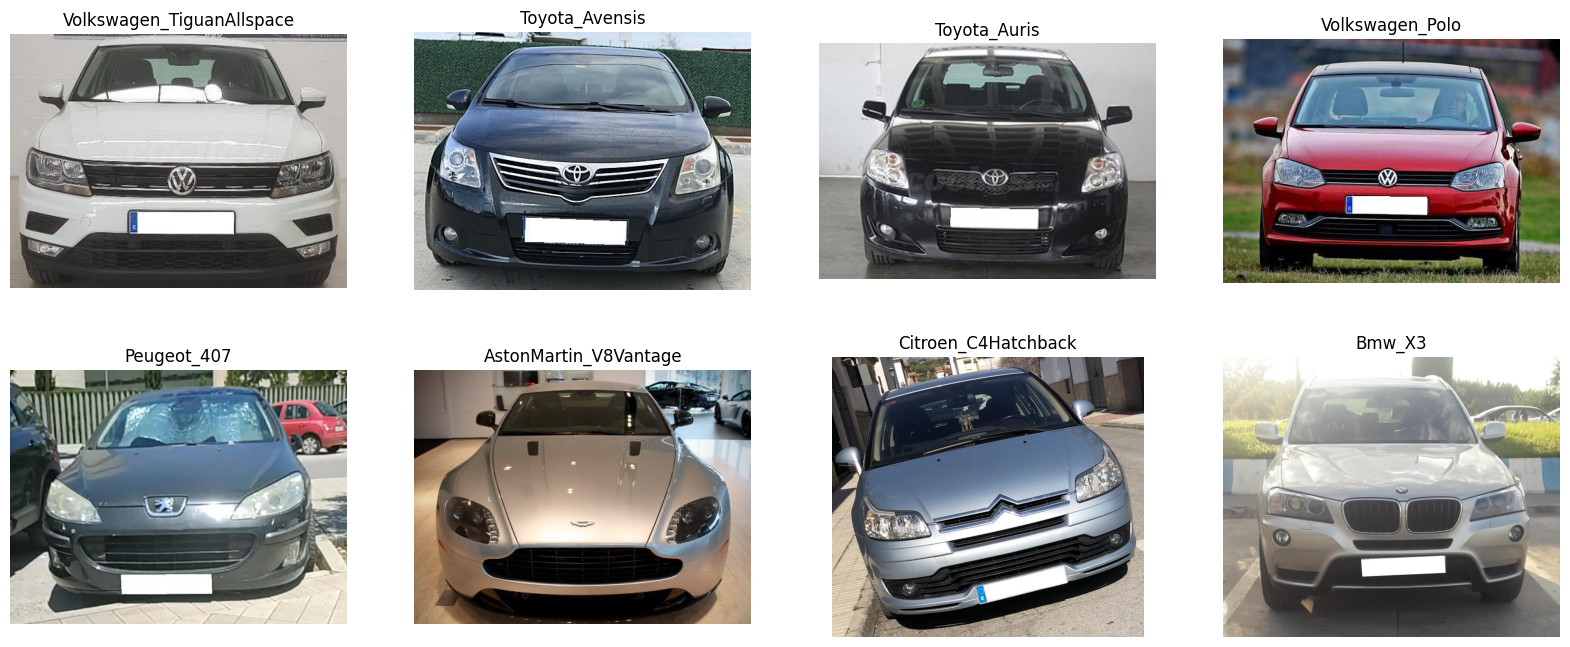 Volkswagen_TiguanAllspace
Toyota_Avensis
Toyota_Auris
Volkswagen_Polo
Peugeot_407
AstonMartin_V8Vantage
Citroen_C4Hatchback
Bmw_X3